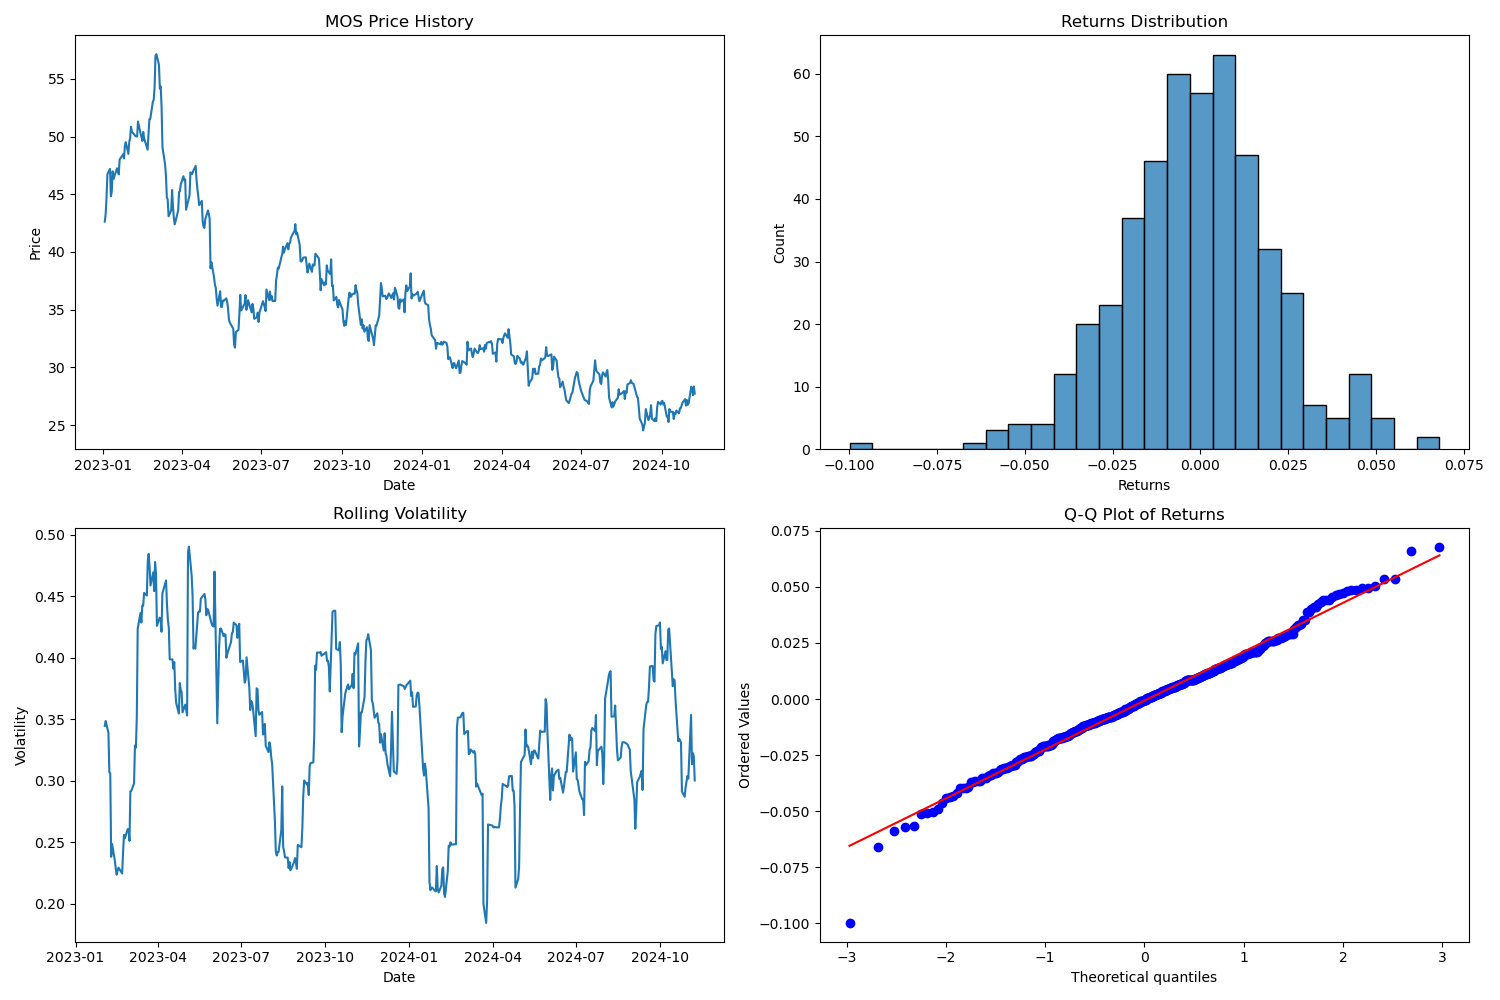 MOS Price History
55
50
45
40
35
30
25
Price
2023-01 2023-04 2023-07 2023-10 2024-01 2024-04 2024-07 2024-10
Date
Returns Distribution
60
50
40
30
20
10
0
Count
−0.100 −0.075 −0.050 −0.025 0.000 0.025 0.050 0.075
Returns
Rolling Volatility
0.50
0.45
0.40
0.35
0.30
0.25
0.20
Volatility
2023-01 2023-04 2023-07 2023-10 2024-01 2024-04 2024-07 2024-10
Date
Q-Q Plot of Returns
0.075
0.050
0.025
0.000
−0.025
−0.050
−0.075
−0.100
Ordered Values
−3 −2 −1 0 1 2 3
Theoretical quantiles